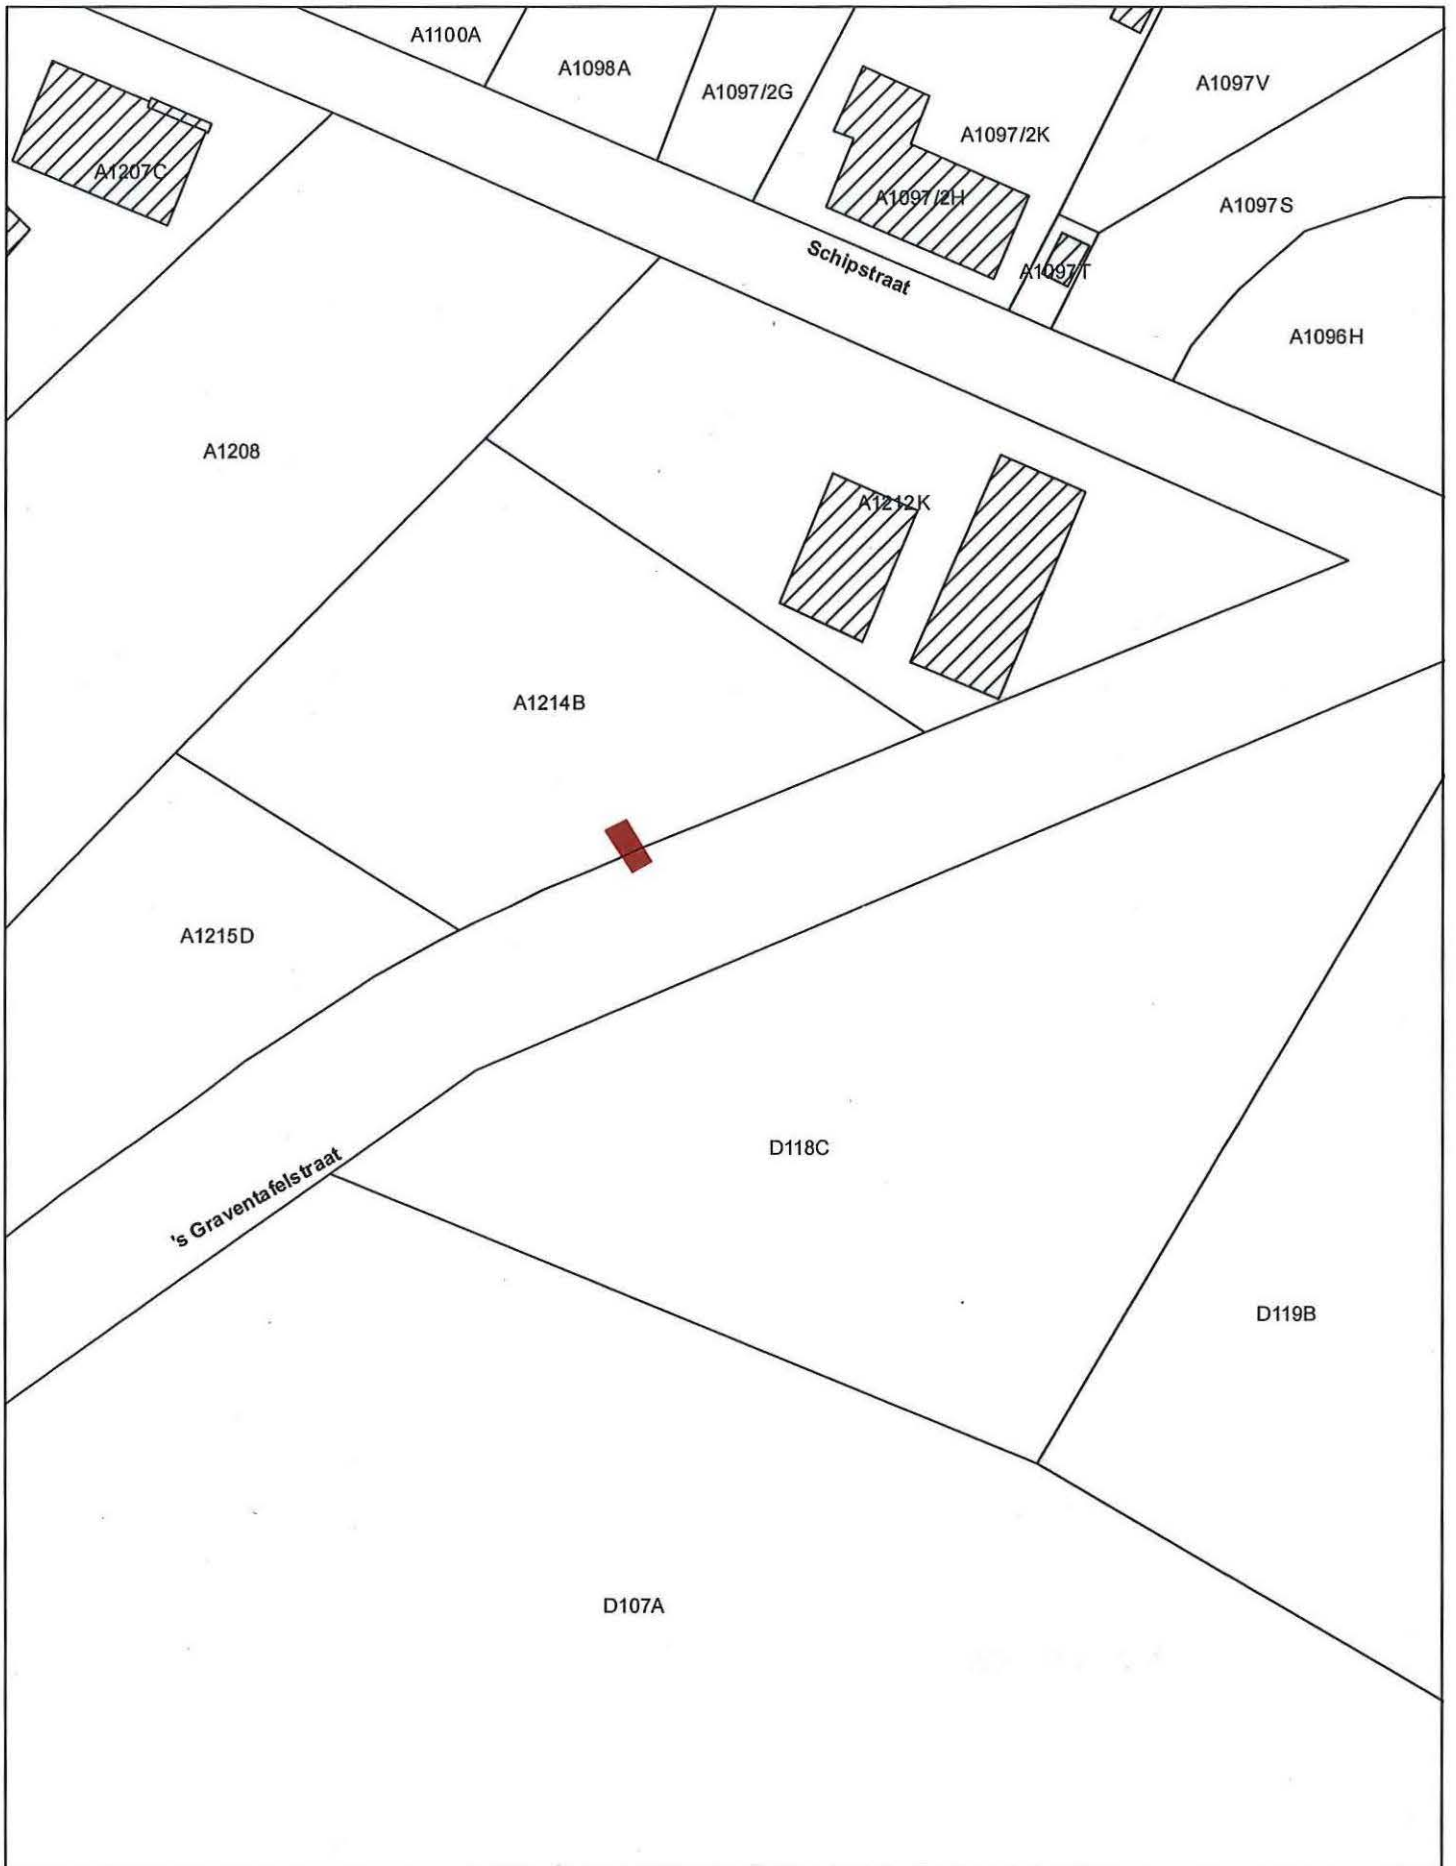 A1100A
A1098A
A1097/2G
A1097V
A1097/2K
A1207C
A1097/2H
A1097S
Schipstraat
A1097T
A1096H
A1208
A1212K
A1214B
A1215D
D118C
's Graventafelstraat
D119B
D107A